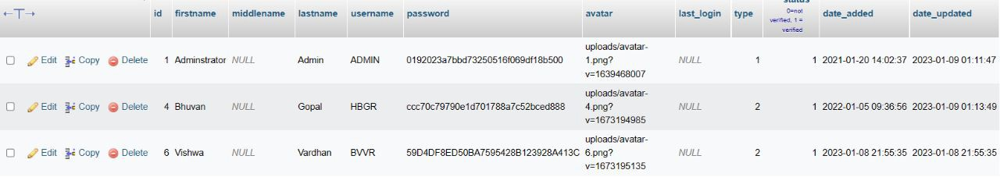 status
←T→ id firstname middlename lastname username password avatar last_login type 0=not verified, 1 = verified date_added date_updated
Edit Copy Delete 1 Adminstrator NULL Admin ADMIN 0192023a7bbd73250516f069df18b500 uploads/avatar-1.png?v=1639468007 NULL 1 1 2021-01-20 14:02:37 2023-01-09 01:11:47
Edit Copy Delete 4 Bhuvan NULL Gopal HBGR ccc70c79790e1d701788a7c52bced888 uploads/avatar-4.png?v=1673194985 NULL 2 1 2022-01-05 09:36:56 2023-01-09 01:13:49
Edit Copy Delete 6 Vishwa NULL Vardhan BVVR 59D4DF8ED50BA7595428B123928A413C uploads/avatar-6.png?v=1673195135 NULL 2 1 2023-01-08 21:55:35 2023-01-08 21:55:35